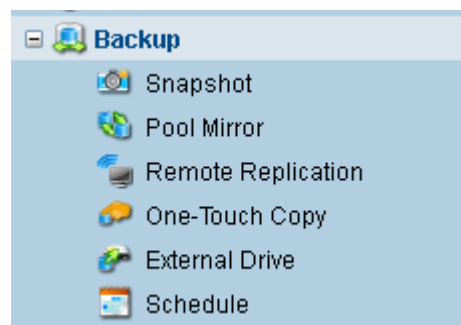 Backup
Snapshot
Pool Mirror
Remote Replication
One-Touch Copy
External Drive
Schedule